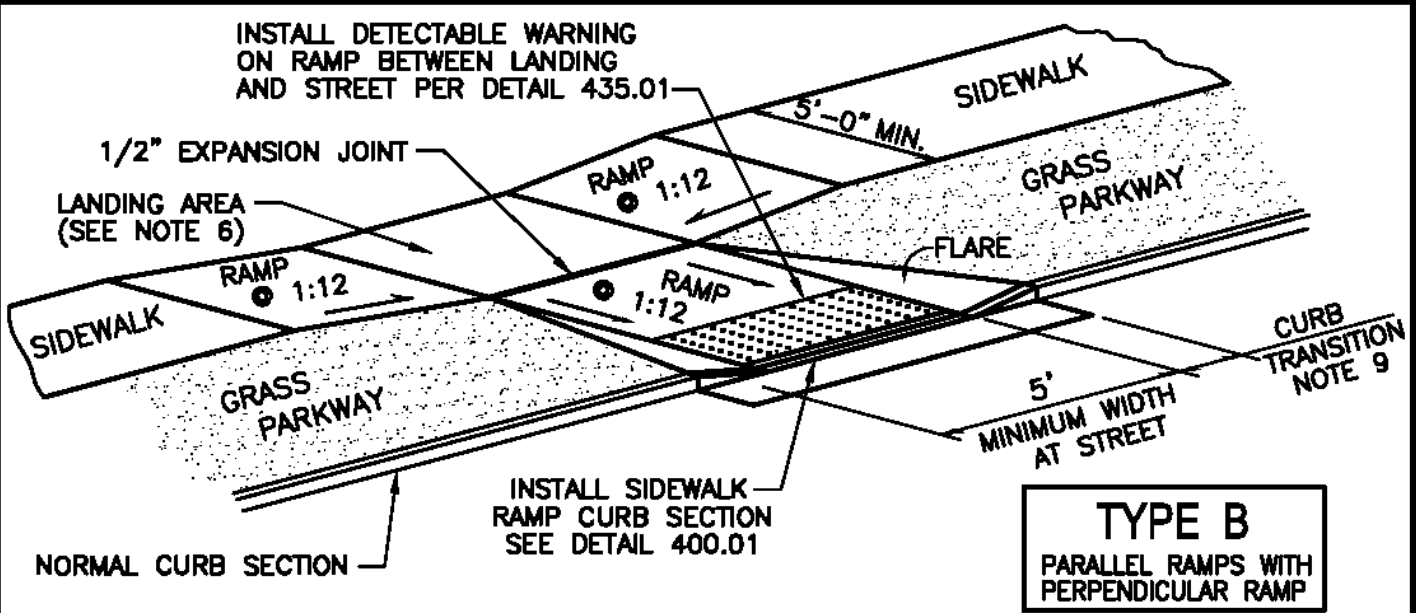 INSTALL DETECTABLE WARNING
ON RAMP BETWEEN LANDING
AND STREET PER DETAIL 435.01
SIDEWALK
5'-0" MIN.
1/2" EXPANSION JOINT
RAMP
1:12
GRASS
PARKWAY
LANDING AREA
(SEE NOTE 6)
FLARE
RAMP
1:12
RAMP
1:12
SIDEWALK
CURB
TRANSITION
NOTE 9
GRASS
PARKWAY
5'
MINIMUM WIDTH
AT STREET
INSTALL SIDEWALK
RAMP CURB SECTION
SEE DETAIL 400.01
NORMAL CURB SECTION
TYPE B
PARALLEL RAMPS WITH
PERPENDICULAR RAMP